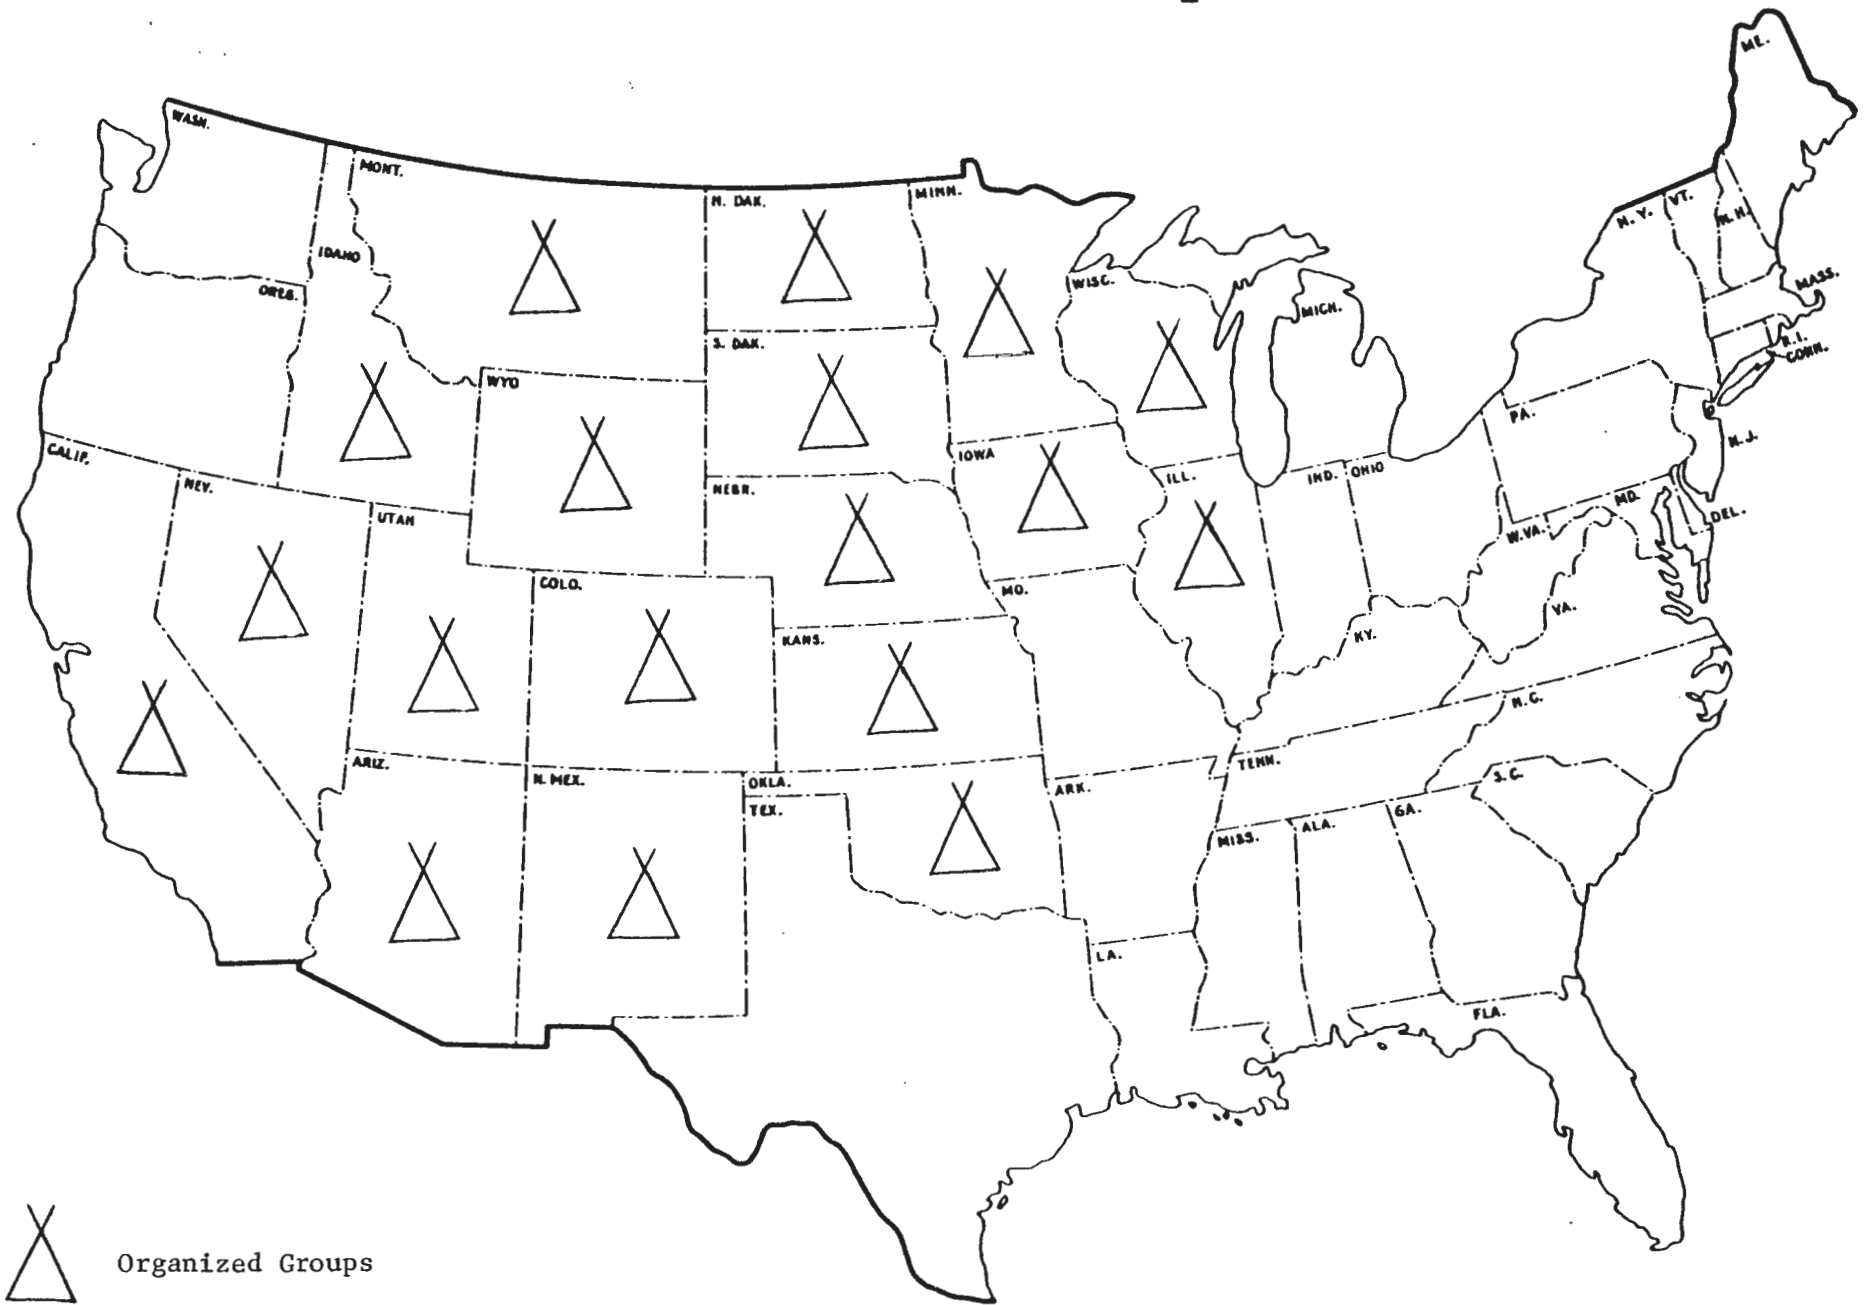 ME.
WASH.
MONT.
N. DAK.
MINN.
N. Y.
VT.
N. H.
IDAHO
OREG.
WISC.
MICH.
MASS.
R. I.
CONN.
S. DAK.
WYO
PA.
N. J.
CALIF.
NEV.
UTAH
NEBR.
IOWA
ILL.
IND.
OHIO
MD.
DEL.
W. VA.
COLO.
MO.
VA.
KANS.
KY.
N. C.
ARIZ.
N. MEX.
OKLA.
TEX.
ARK.
TENN.
S. C.
MISS.
ALA.
GA.
LA.
FLA.
Organized Groups